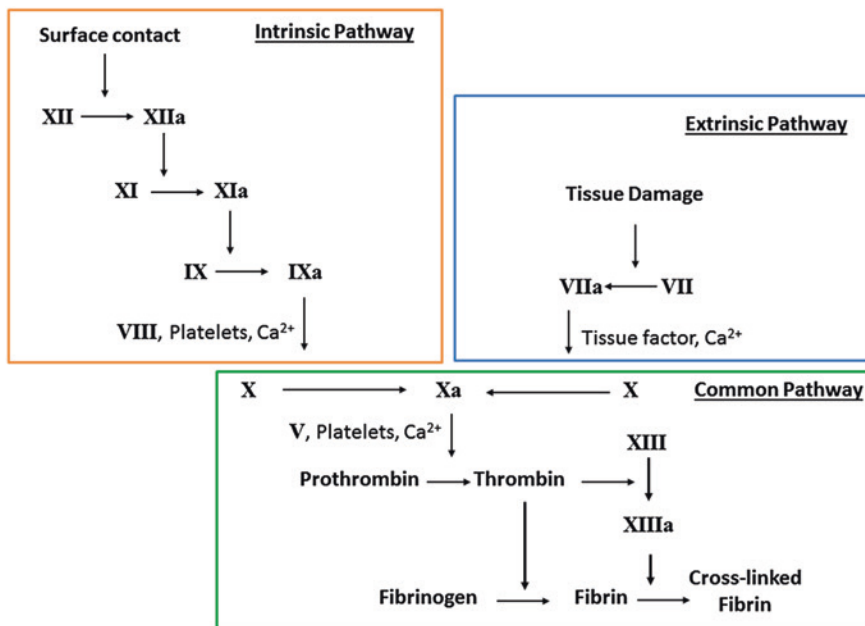 Surface contact
Intrinsic Pathway
XII
XIIa
XI
XIa
IX
IXa
VIII, Platelets, Ca²⁺
Extrinsic Pathway
Tissue Damage
VIIa
VII
Tissue factor, Ca²⁺
X
Xa
X
Common Pathway
V, Platelets, Ca²⁺
XIII
Prothrombin
Thrombin
XIIIa
Fibrinogen
Fibrin
Cross-linked
Fibrin